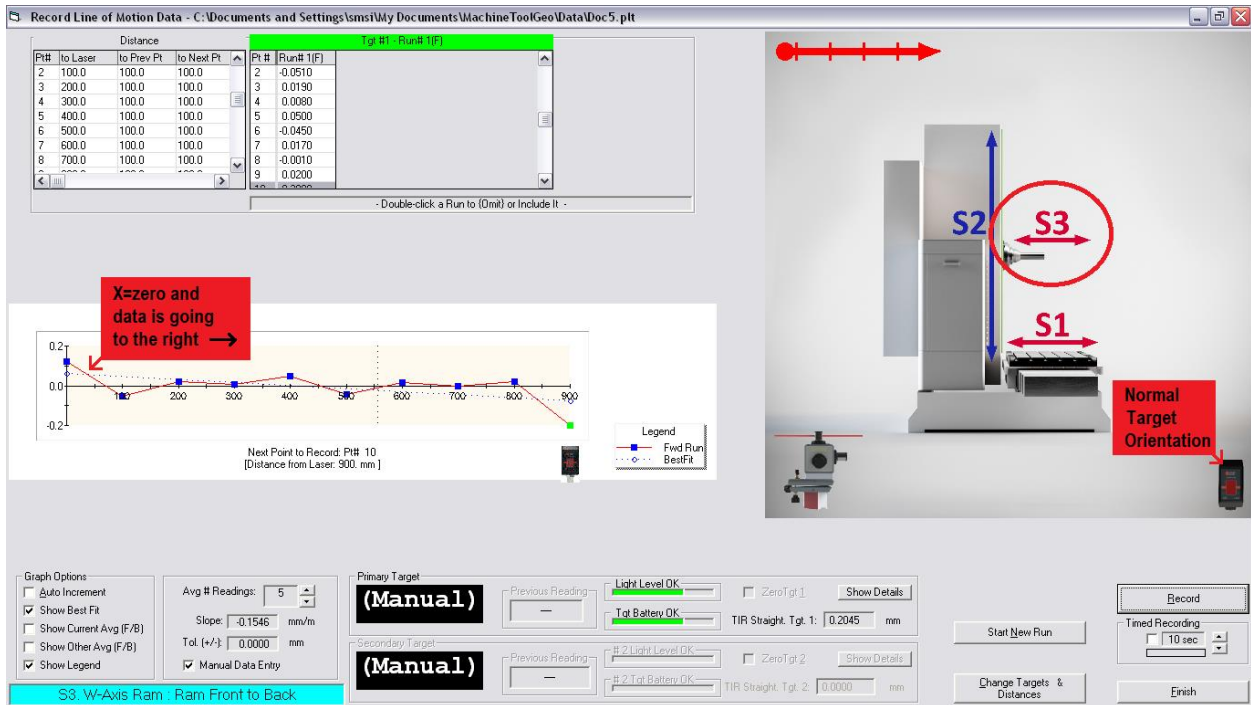 Record Line of Motion Data - C:\Documents and Settings\smsi\My Documents\MachineToolGeo\Data\Doc5.plt
Distance
Pt# to Laser to Prev Pt to Next Pt
2 100.0 100.0 100.0
3 200.0 100.0 100.0
4 300.0 100.0 100.0
5 400.0 100.0 100.0
6 500.0 100.0 100.0
7 600.0 100.0 100.0
8 700.0 100.0 100.0
Tgt #1 - Run# 1(F)
Pt # Run# 1(F)
2 -0.0510
3 0.0190
4 0.0080
5 0.0500
6 -0.0450
7 0.0170
8 -0.0010
9 0.0200
- Double-click a Run to {Omit} or Include It -
S2
S3
S1
Normal
Target
Orientation
X=zero and
data is going
to the right →
0.2
0.0
-0.2
100 200 300 400 500 600 700 800 900
Next Point to Record: Pt# 10
[Distance from Laser: 900. mm ]
Legend
Fwd Run
BestFit
Graph Options
Auto Increment
Show Best Fit
Show Current Avg (F/B)
Show Other Avg (F/B)
Show Legend
Avg # Readings: 5
Slope: -0.1546 mm/m
Tol. (+/-): 0.0000 mm
Manual Data Entry
S3. W-Axis Ram : Ram Front to Back
Primary Target
(Manual)
Previous Reading
—
Light Level OK
Tgt Battery OK
ZeroTgt 1
Show Details
TIR Straight. Tgt. 1: 0.2045 mm
Secondary Target
(Manual)
Previous Reading
—
# 2 Light Level OK
# 2 Tgt Battery OK
ZeroTgt 2
Show Details
TIR Straight. Tgt. 2: 0.0000 mm
Start New Run
Change Targets &
Distances
Record
Timed Recording
10 sec
Finish